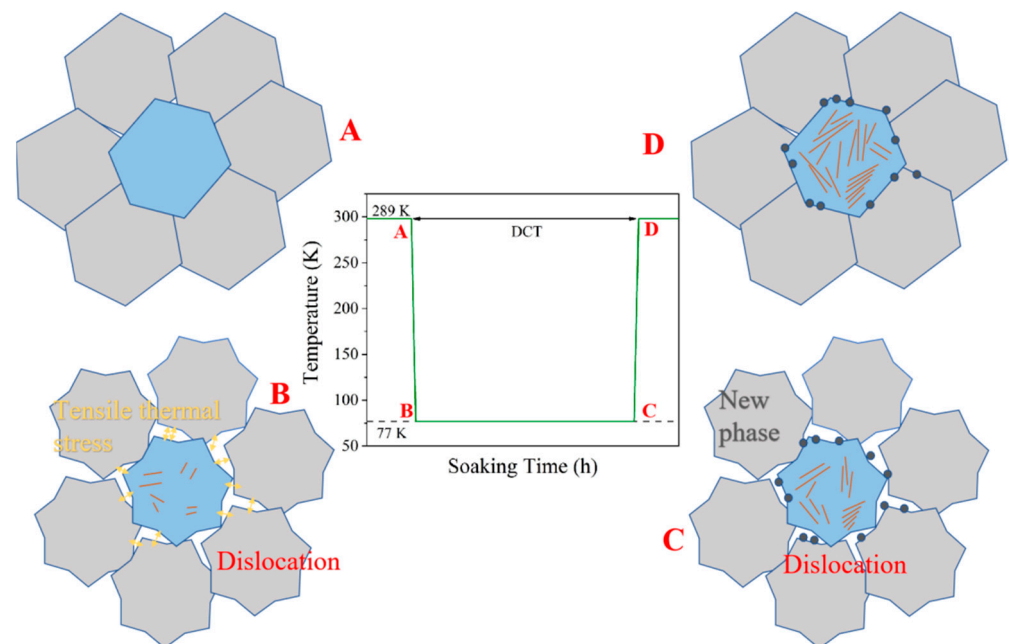 A
D
Temperature (K)
300
250
200
150
100
50
289 K
A
DCT
D
B
C
77 K
Soaking Time (h)
B
Tensile thermal
stress
Dislocation
New
phase
C
Dislocation